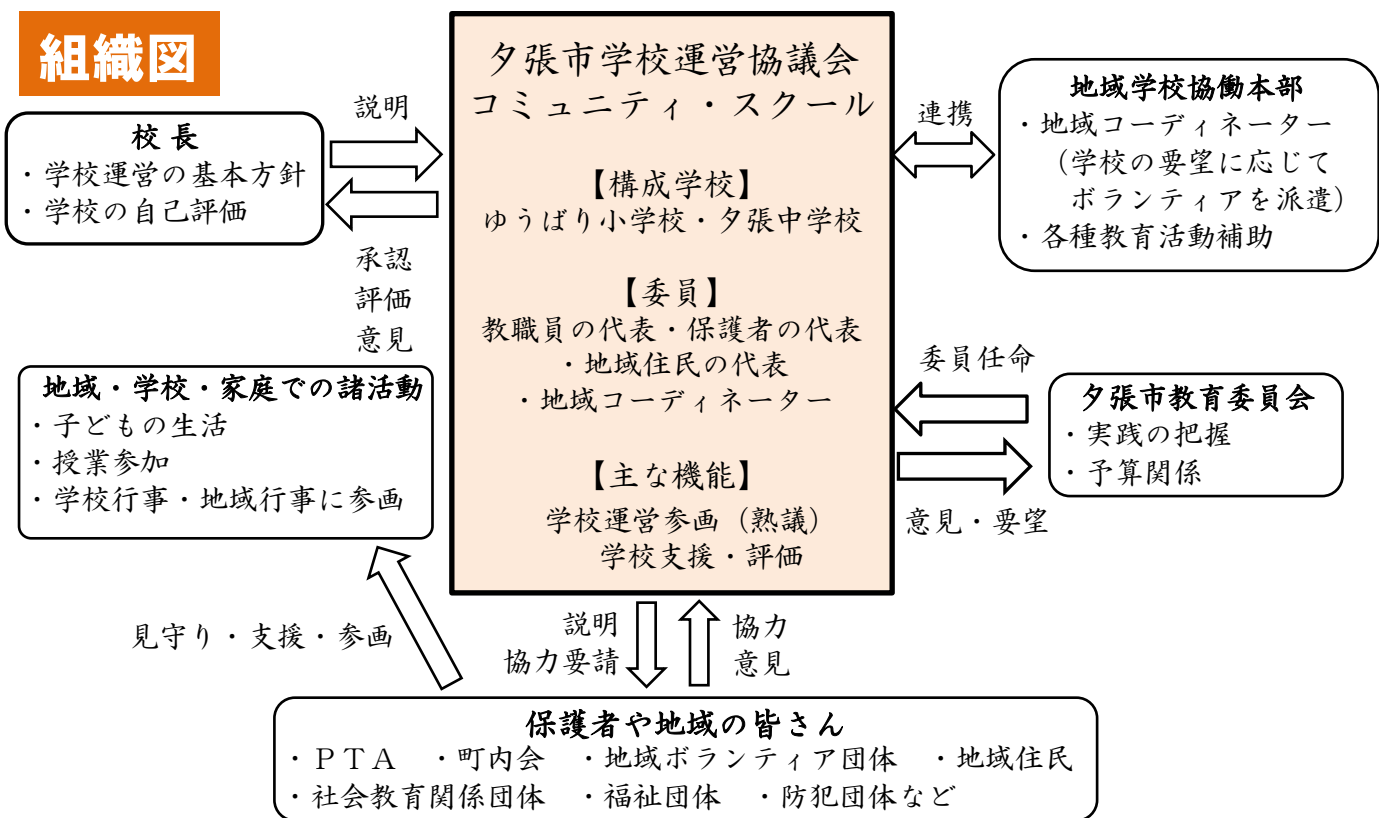 組織図
夕張市学校運営協議会
コミュニティ・スクール
【構成学校】
ゆうばり小学校・夕張中学校
【委員】
教職員の代表・保護者の代表
・地域住民の代表
・地域コーディネーター
【主な機能】
学校運営参画（熟議）
学校支援・評価
説明
校長
・学校運営の基本方針
・学校の自己評価
承認
評価
意見
連携
地域学校協働本部
・地域コーディネーター
（学校の要望に応じて
ボランティアを派遣）
・各種教育活動補助
地域・学校・家庭での諸活動
・子どもの生活
・授業参加
・学校行事・地域行事に参画
委員任命
夕張市教育委員会
・実践の把握
・予算関係
意見・要望
見守り・支援・参画
説明
協力要請
協力
意見
保護者や地域の皆さん
・ＰＴＡ　・町内会　・地域ボランティア団体　・地域住民
・社会教育関係団体　・福祉団体　・防犯団体など